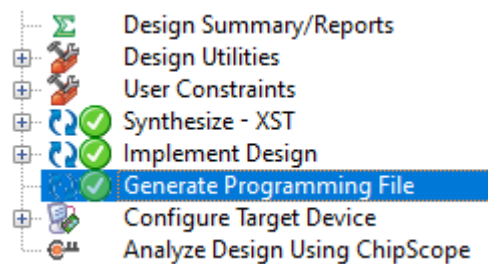 Design Summary/Reports
Design Utilities
User Constraints
Synthesize - XST
Implement Design
Generate Programming File
Configure Target Device
Analyze Design Using ChipScope